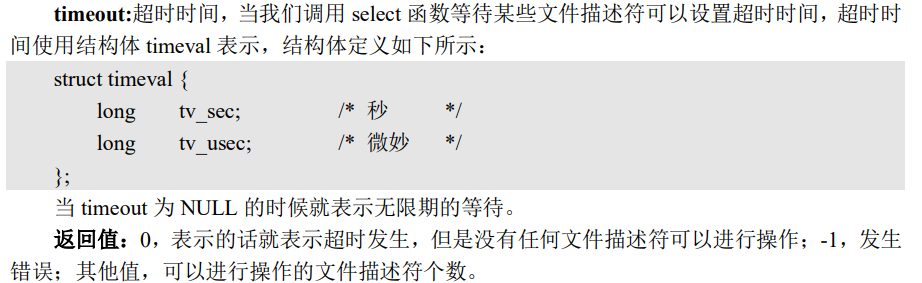 timeout:超时时间，当我们调用 select 函数等待某些文件描述符可以设置超时时间，超时时
间使用结构体 timeval 表示，结构体定义如下所示：
struct timeval {
long tv_sec; /* 秒 */
long tv_usec; /* 微妙 */
};
当 timeout 为 NULL 的时候就表示无限期的等待。
返回值：0，表示的话就表示超时发生，但是没有任何文件描述符可以进行操作；-1，发生
错误；其他值，可以进行操作的文件描述符个数。